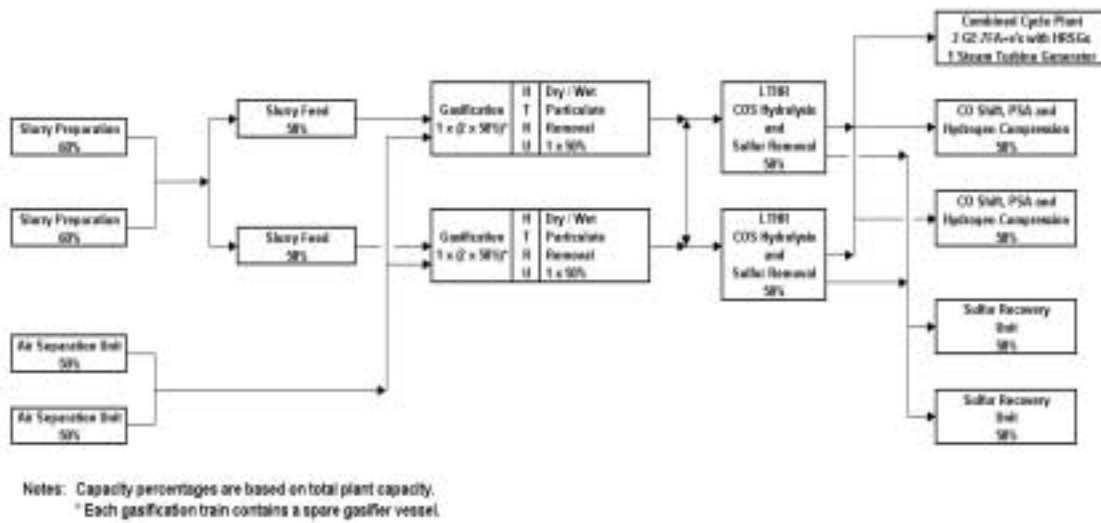 Slurry Preparation
60%
Slurry Preparation
60%
Air Separation Unit
50%
Air Separation Unit
50%
Slurry Feed
50%
Slurry Feed
50%
Gasification
1 x (2 x 50%)*
H
T
R
U
Dry / Wet
Particulate
Removal
1 x 50%
Gasification
1 x (2 x 50%)*
H
T
R
U
Dry / Wet
Particulate
Removal
1 x 50%
LTHR
COS Hydrolysis
and
Sulfur Removal
50%
LTHR
COS Hydrolysis
and
Sulfur Removal
50%
Combined Cycle Plant
2 GE 7FA+e's with HRSGs
1 Steam Turbine Generator
CO Shift, PSA and
Hydrogen Compression
50%
CO Shift, PSA and
Hydrogen Compression
50%
Sulfur Recovery
Unit
50%
Sulfur Recovery
Unit
50%
Notes: Capacity percentages are based on total plant capacity.
* Each gasification train contains a spare gasifier vessel.